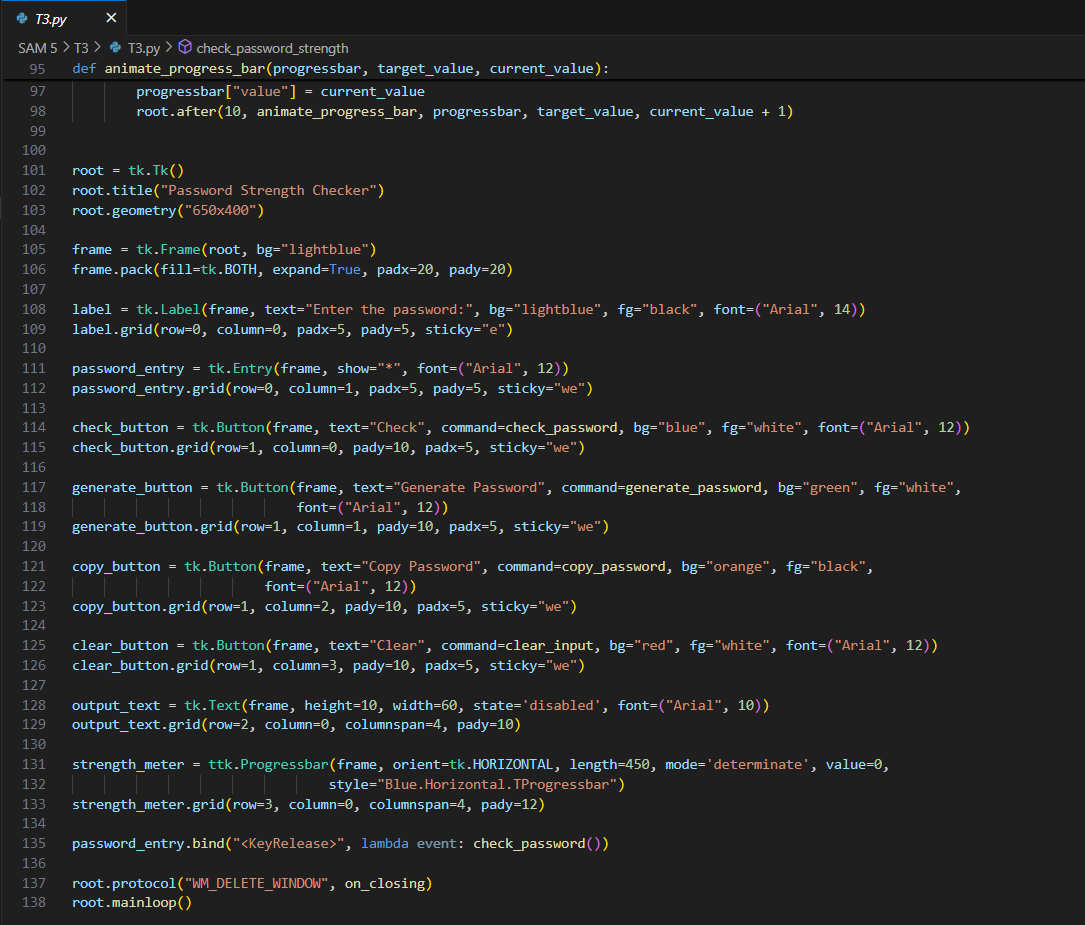 T3.py
SAM 5 > T3 > T3.py > check_password_strength
95 def animate_progress_bar(progressbar, target_value, current_value):
97         progressbar["value"] = current_value
98         root.after(10, animate_progress_bar, progressbar, target_value, current_value + 1)
99
100
101 root = tk.Tk()
102 root.title("Password Strength Checker")
103 root.geometry("650x400")
104
105 frame = tk.Frame(root, bg="lightblue")
106 frame.pack(fill=tk.BOTH, expand=True, padx=20, pady=20)
107
108 label = tk.Label(frame, text="Enter the password:", bg="lightblue", fg="black", font=("Arial", 14))
109 label.grid(row=0, column=0, padx=5, pady=5, sticky="e")
110
111 password_entry = tk.Entry(frame, show="*", font=("Arial", 12))
112 password_entry.grid(row=0, column=1, padx=5, pady=5, sticky="we")
113
114 check_button = tk.Button(frame, text="Check", command=check_password, bg="blue", fg="white", font=("Arial", 12))
115 check_button.grid(row=1, column=0, pady=10, padx=5, sticky="we")
116
117 generate_button = tk.Button(frame, text="Generate Password", command=generate_password, bg="green", fg="white",
118                             font=("Arial", 12))
119 generate_button.grid(row=1, column=1, pady=10, padx=5, sticky="we")
120
121 copy_button = tk.Button(frame, text="Copy Password", command=copy_password, bg="orange", fg="black",
122                         font=("Arial", 12))
123 copy_button.grid(row=1, column=2, pady=10, padx=5, sticky="we")
124
125 clear_button = tk.Button(frame, text="Clear", command=clear_input, bg="red", fg="white", font=("Arial", 12))
126 clear_button.grid(row=1, column=3, pady=10, padx=5, sticky="we")
127
128 output_text = tk.Text(frame, height=10, width=60, state='disabled', font=("Arial", 10))
129 output_text.grid(row=2, column=0, columnspan=4, pady=10)
130
131 strength_meter = ttk.Progressbar(frame, orient=tk.HORIZONTAL, length=450, mode='determinate', value=0,
132                                 style="Blue.Horizontal.TProgressbar")
133 strength_meter.grid(row=3, column=0, columnspan=4, pady=12)
134
135 password_entry.bind("<KeyRelease>", lambda event: check_password())
136
137 root.protocol("WM_DELETE_WINDOW", on_closing)
138 root.mainloop()